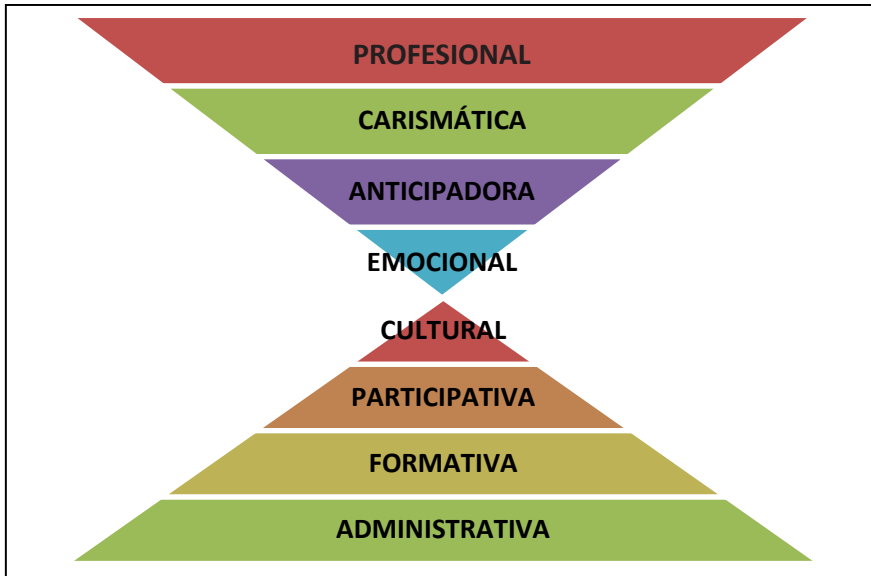 PROFESIONAL
CARISMÁTICA
ANTICIPADORA
EMOCIONAL
CULTURAL
PARTICIPATIVA
FORMATIVA
ADMINISTRATIVA